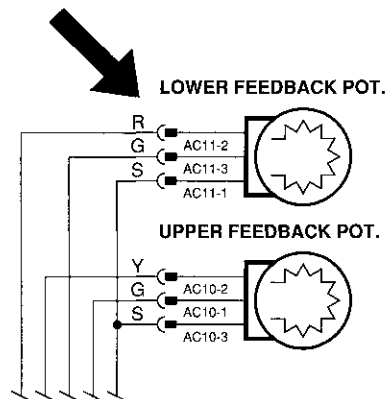 LOWER FEEDBACK POT.
R
AC11-2
G
AC11-3
S
AC11-1
UPPER FEEDBACK POT.
Y
AC10-2
G
AC10-1
S
AC10-3